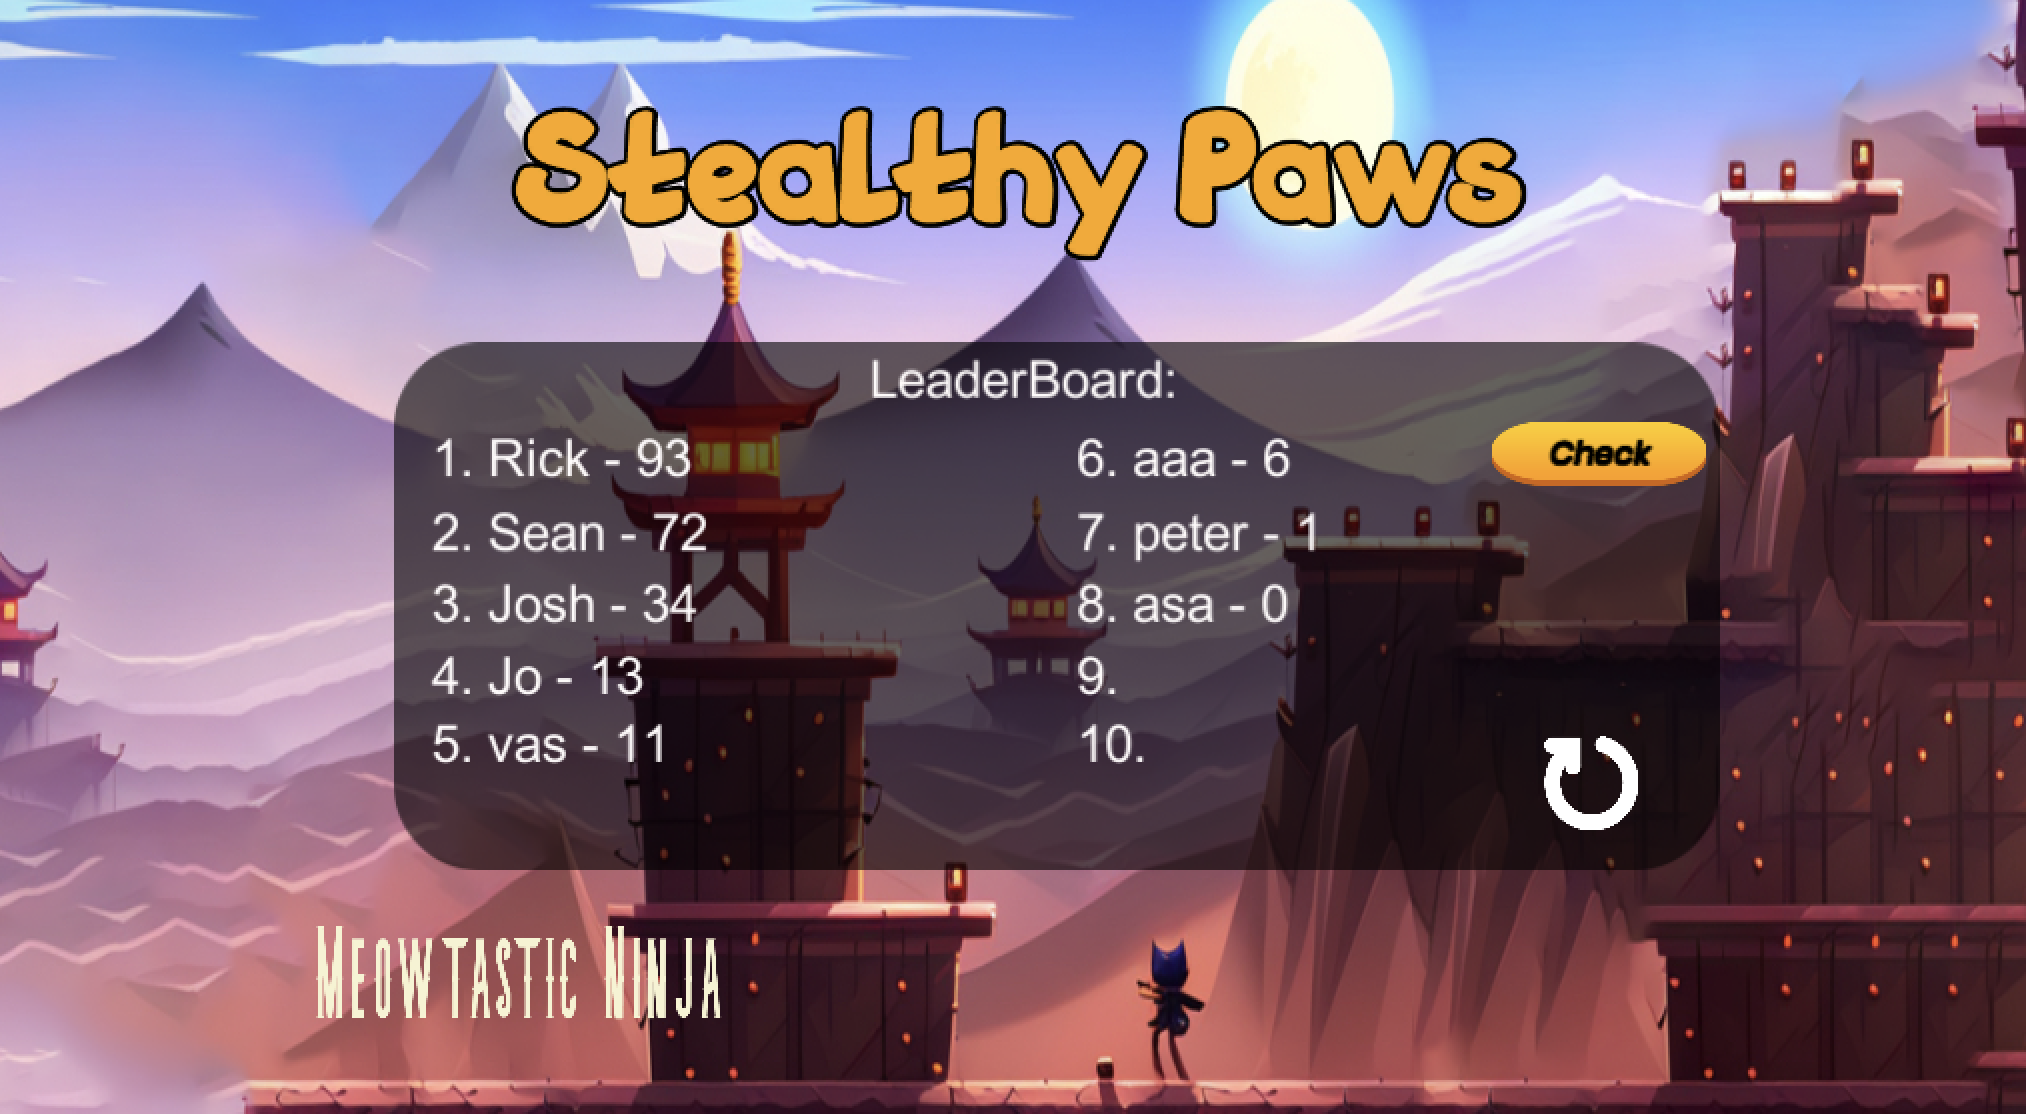 Stealthy Paws
LeaderBoard:
1. Rick - 93
2. Sean - 72
3. Josh - 34
4. Jo - 13
5. vas - 11
6. aaa - 6
7. peter - 1
8. asa - 0
9.
10.
Check
Meowtastic Ninja